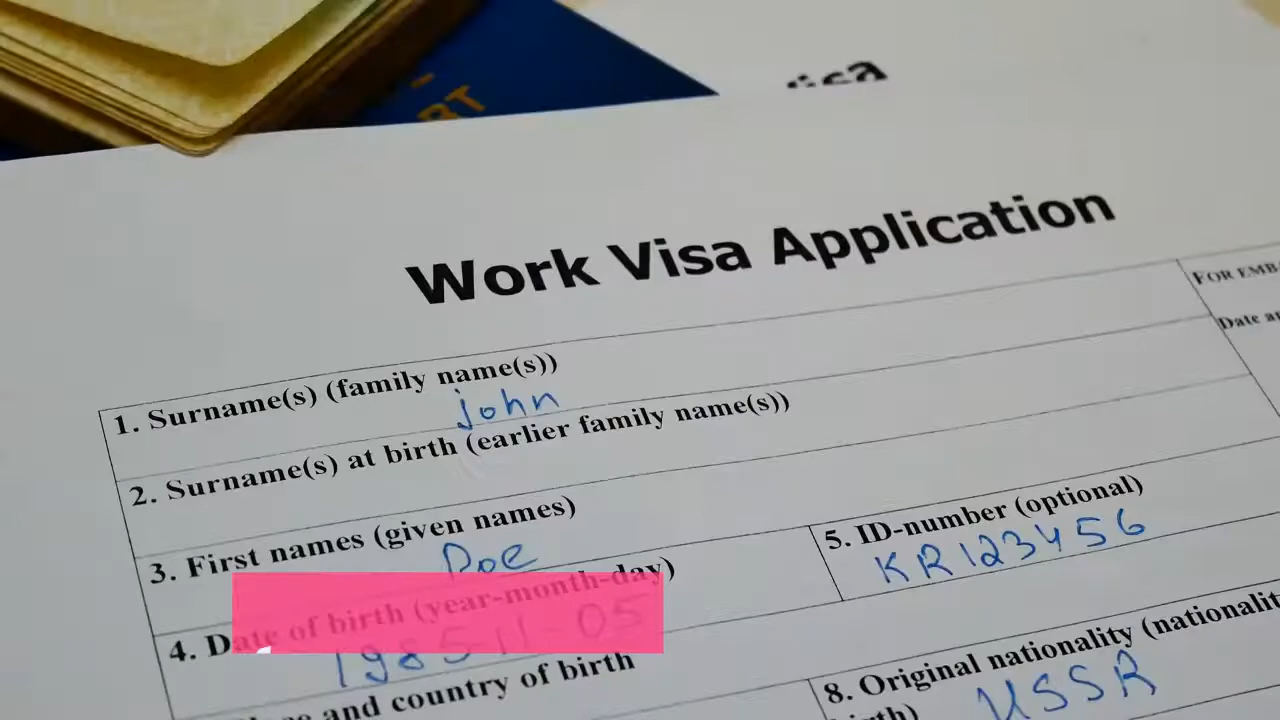 RT
Work Visa Application
FOR EMBA
Date a
1. Surname(s) (family name(s))
john
2. Surname(s) at birth (earlier family name(s))
3. First names (given names)
Doe
4. Date of birth (year-month-day)
1985-11-05
5. ID-number (optional)
KR123456
and country of birth
8. Original nationality (nationalit
USSR